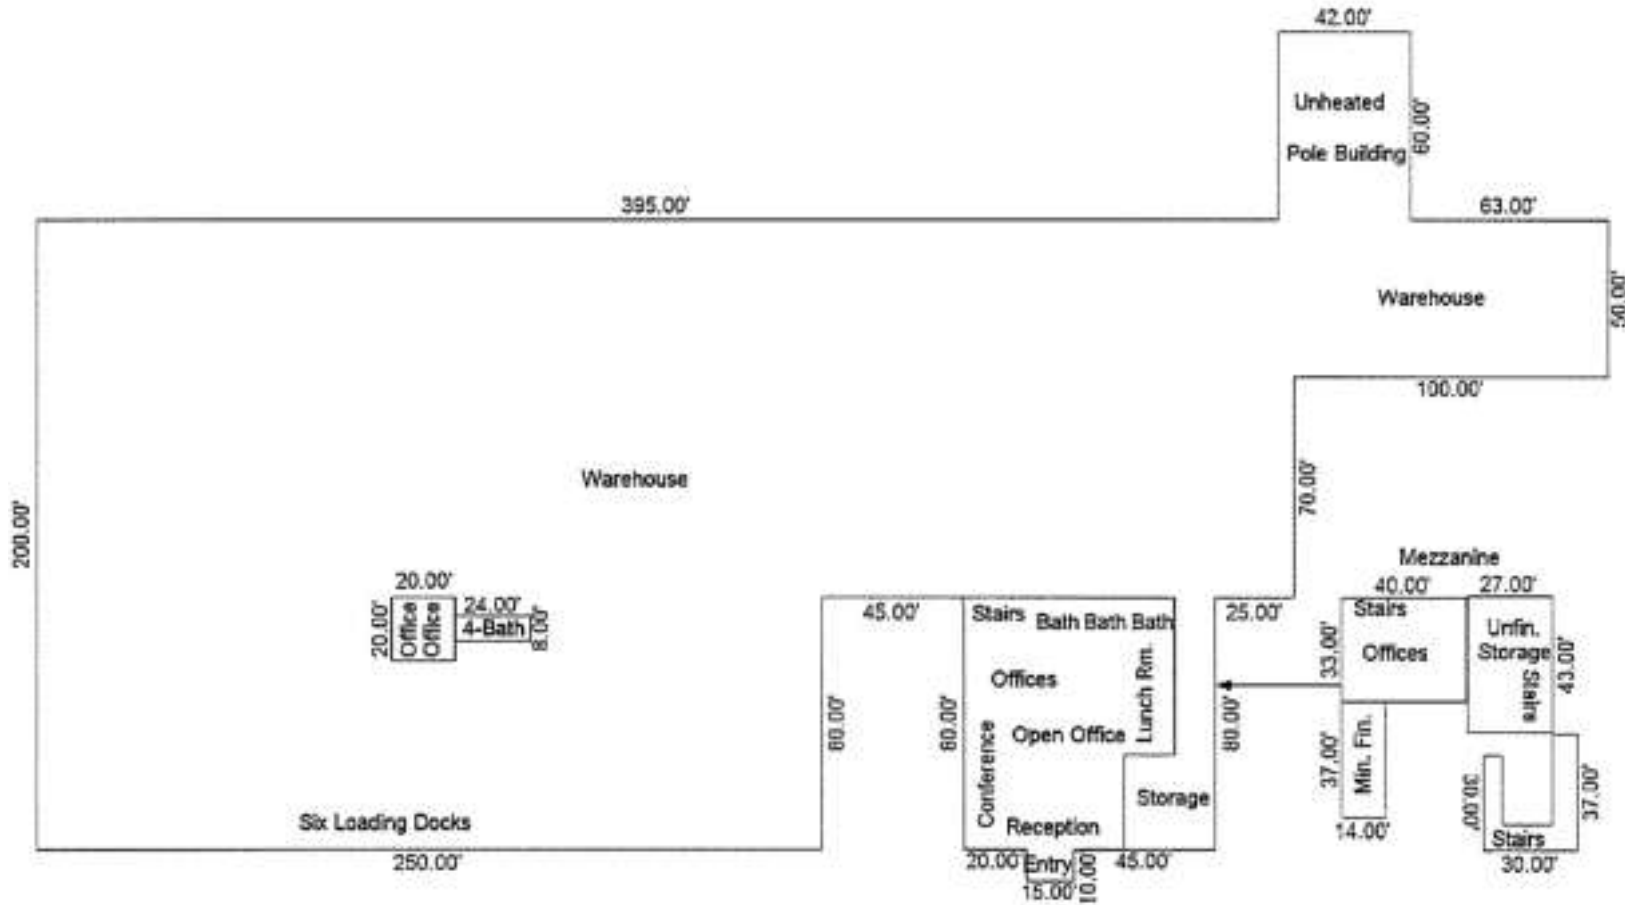 42.00'
Unheated
60.00'
Pole Building
395.00'
63.00'
Warehouse
50.00'
100.00'
Warehouse
70.00'
200.00'
Mezzanine
20.00'
40.00'
27.00'
24.00'
20.00'
Office
Office
4-Bath
8.00'
45.00'
Stairs
Bath Bath Bath
25.00'
Stairs
33.00'
Offices
Unfin.
Storage
Stairs
43.00'
Offices
Lunch Rm.
Open Office
Conference
80.00'
Min. Fin.
37.00'
37.00'
30.00'
Storage
Six Loading Docks
Reception
14.00'
Stairs
250.00'
20.00'
Entry
45.00'
30.00'
15.00'
10.00'